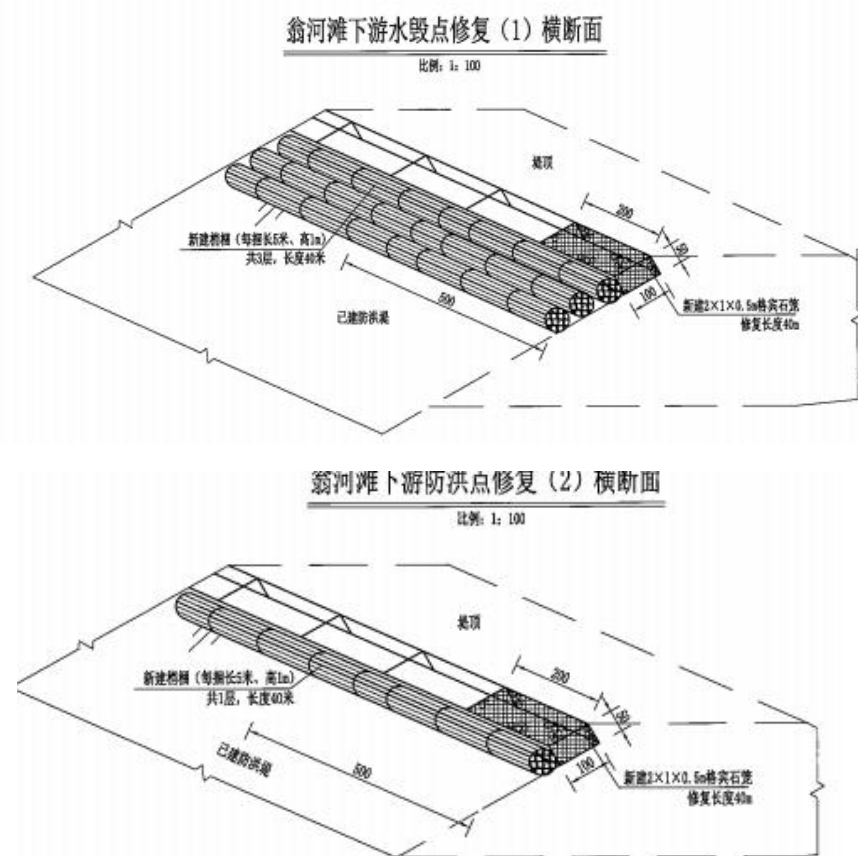 翁河滩下游水毁点修复（1）横断面
比例：1：100
堤顶
200
50
新建梢捆（每捆长5米、高1m）
共3层，长度40米
500
100
新建2×1×0.5m格宾石笼
修复长度40m
已建防洪堤
翁河滩下游防洪点修复（2）横断面
比例：1：100
堤顶
200
50
新建梢捆（每捆长5米、高1m）
共1层，长度40米
500
100
已建防洪堤
新建2×1×0.5m格宾石笼
修复长度40m